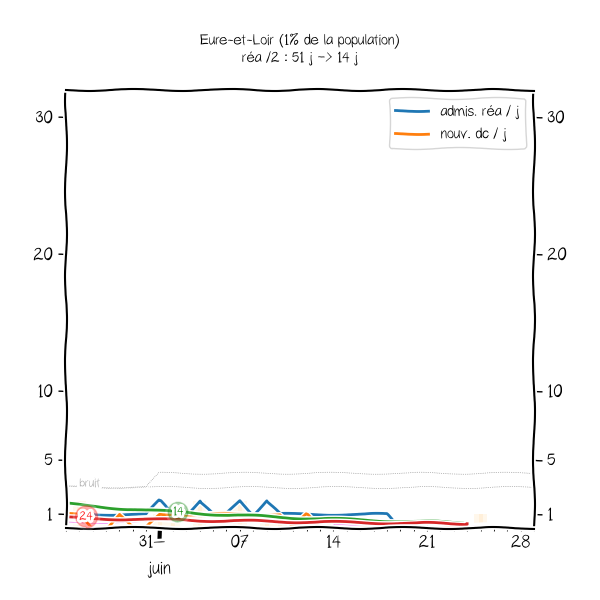 Eure-et-Loir (1% de la population)
réa /2 : 51 j -> 14 j
admis. réa / j
nouv. dc / j
30
30
20
20
10
10
5
5
bruit
1
24
14
1
31
07
14
21
28
juin